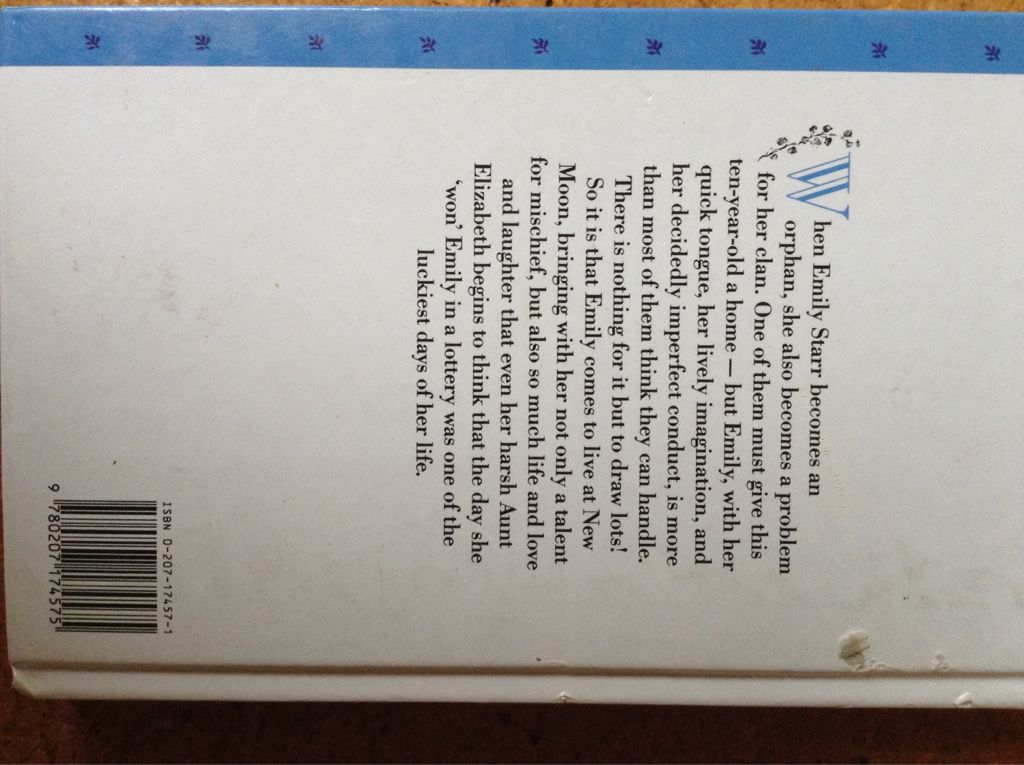 When Emily Starr becomes an
orphan, she also becomes a problem
for her clan. One of them must give this
ten-year-old a home — but Emily, with her
quick tongue, her lively imagination, and
her decidedly imperfect conduct, is more
than most of them think they can handle.
There is nothing for it but to draw lots!
So it is that Emily comes to live at New
Moon, bringing with her not only a talent
for mischief, but also so much life and love
and laughter that even her harsh Aunt
Elizabeth begins to think that the day she
‘won’ Emily in a lottery was one of the
luckiest days of her life.
ISBN 0-207-17457-1
9 780207 174575